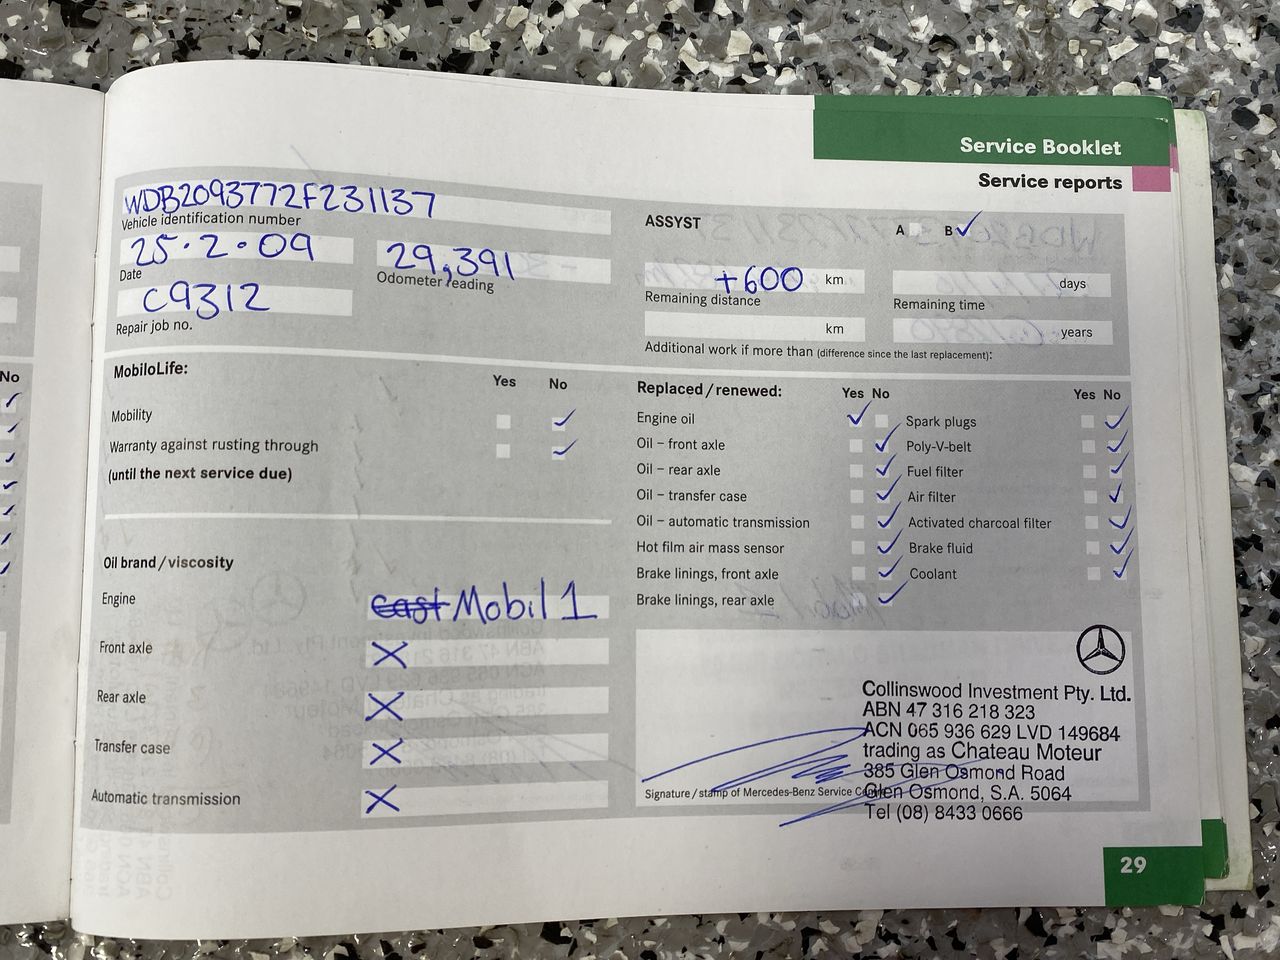 Service Booklet
Service reports
WDB2093772F231137
Vehicle identification number
25.2.09
Date
29,391
Odometer reading
C9312
Repair job no.
ASSYST
A
B ✓
+600 km
Remaining distance
days
Remaining time
km
years
Additional work if more than (difference since the last replacement):
MobiloLife:
Yes No
Mobility
Warranty against rusting through
(until the next service due)
Oil brand/viscosity
Engine
cast Mobil 1
Front axle X
Rear axle X
Transfer case X
Automatic transmission X
Replaced/renewed:
Yes No
Engine oil
Oil – front axle
Oil – rear axle
Oil – transfer case
Oil – automatic transmission
Hot film air mass sensor
Brake linings, front axle
Brake linings, rear axle
Yes No
Spark plugs
Poly-V-belt
Fuel filter
Air filter
Activated charcoal filter
Brake fluid
Coolant
Collinswood Investment Pty. Ltd.
ABN 47 316 218 323
ACN 065 936 629 LVD 149684
trading as Chateau Moteur
385 Glen Osmond Road
Glen Osmond, S.A. 5064
Tel (08) 8433 0666
Signature/stamp of Mercedes-Benz Service
29
No